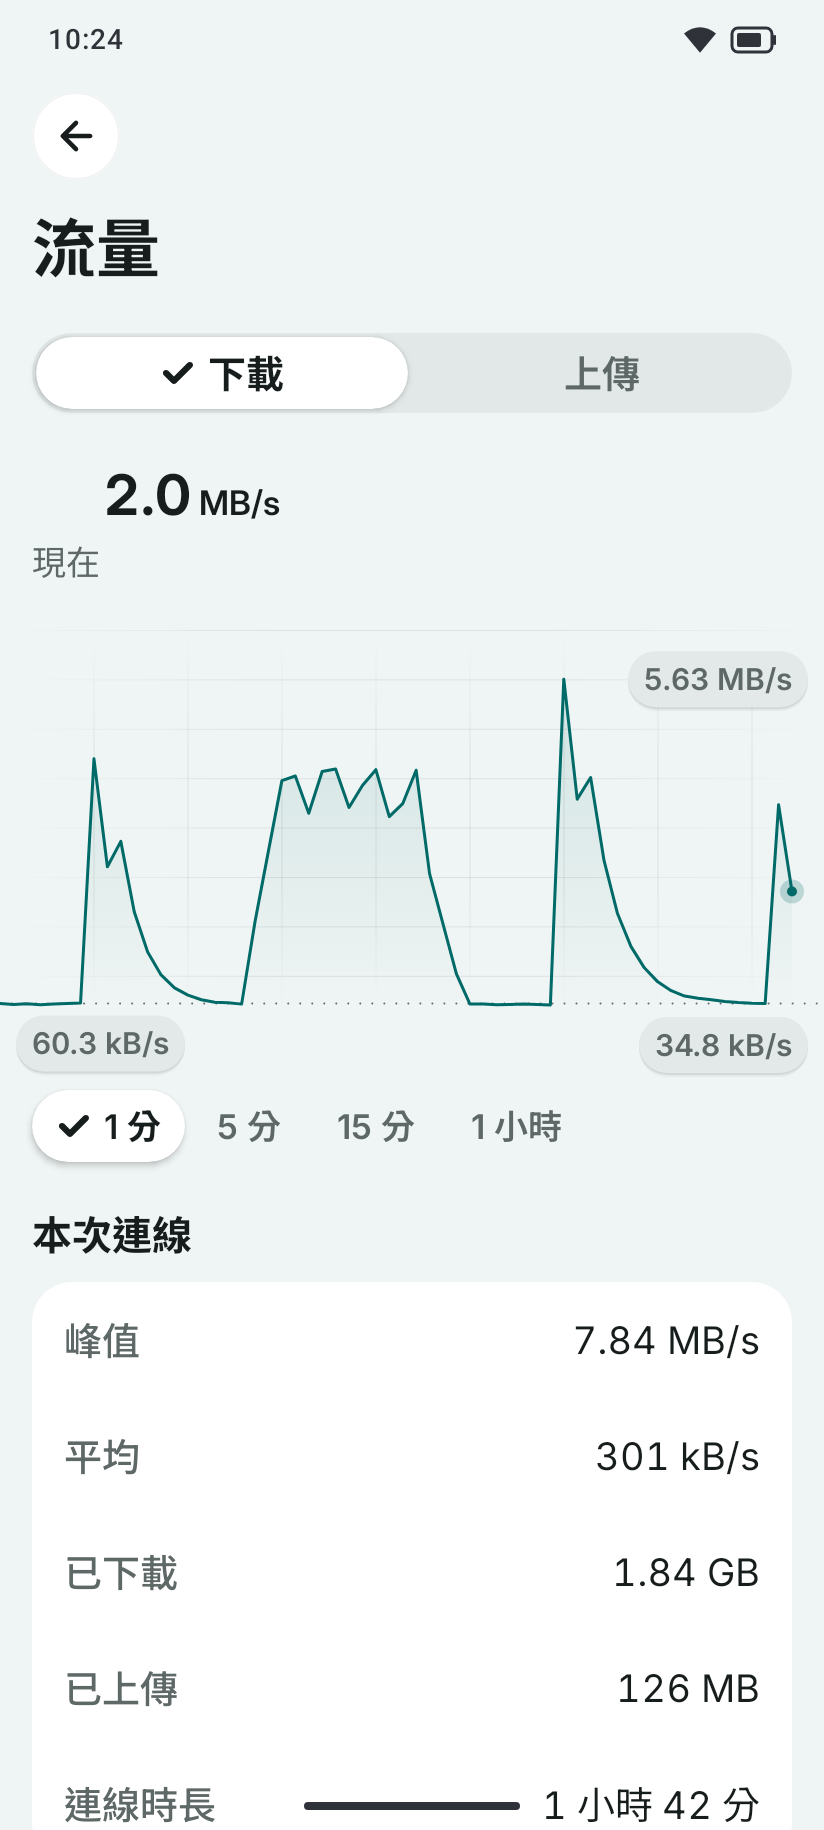 10:24
流量
下載
上傳
2.0 MB/s
現在
5.63 MB/s
60.3 kB/s
34.8 kB/s
1 分
5 分
15 分
1 小時
本次連線
峰值
7.84 MB/s
平均
301 kB/s
已下載
1.84 GB
已上傳
126 MB
連線時長
1 小時 42 分